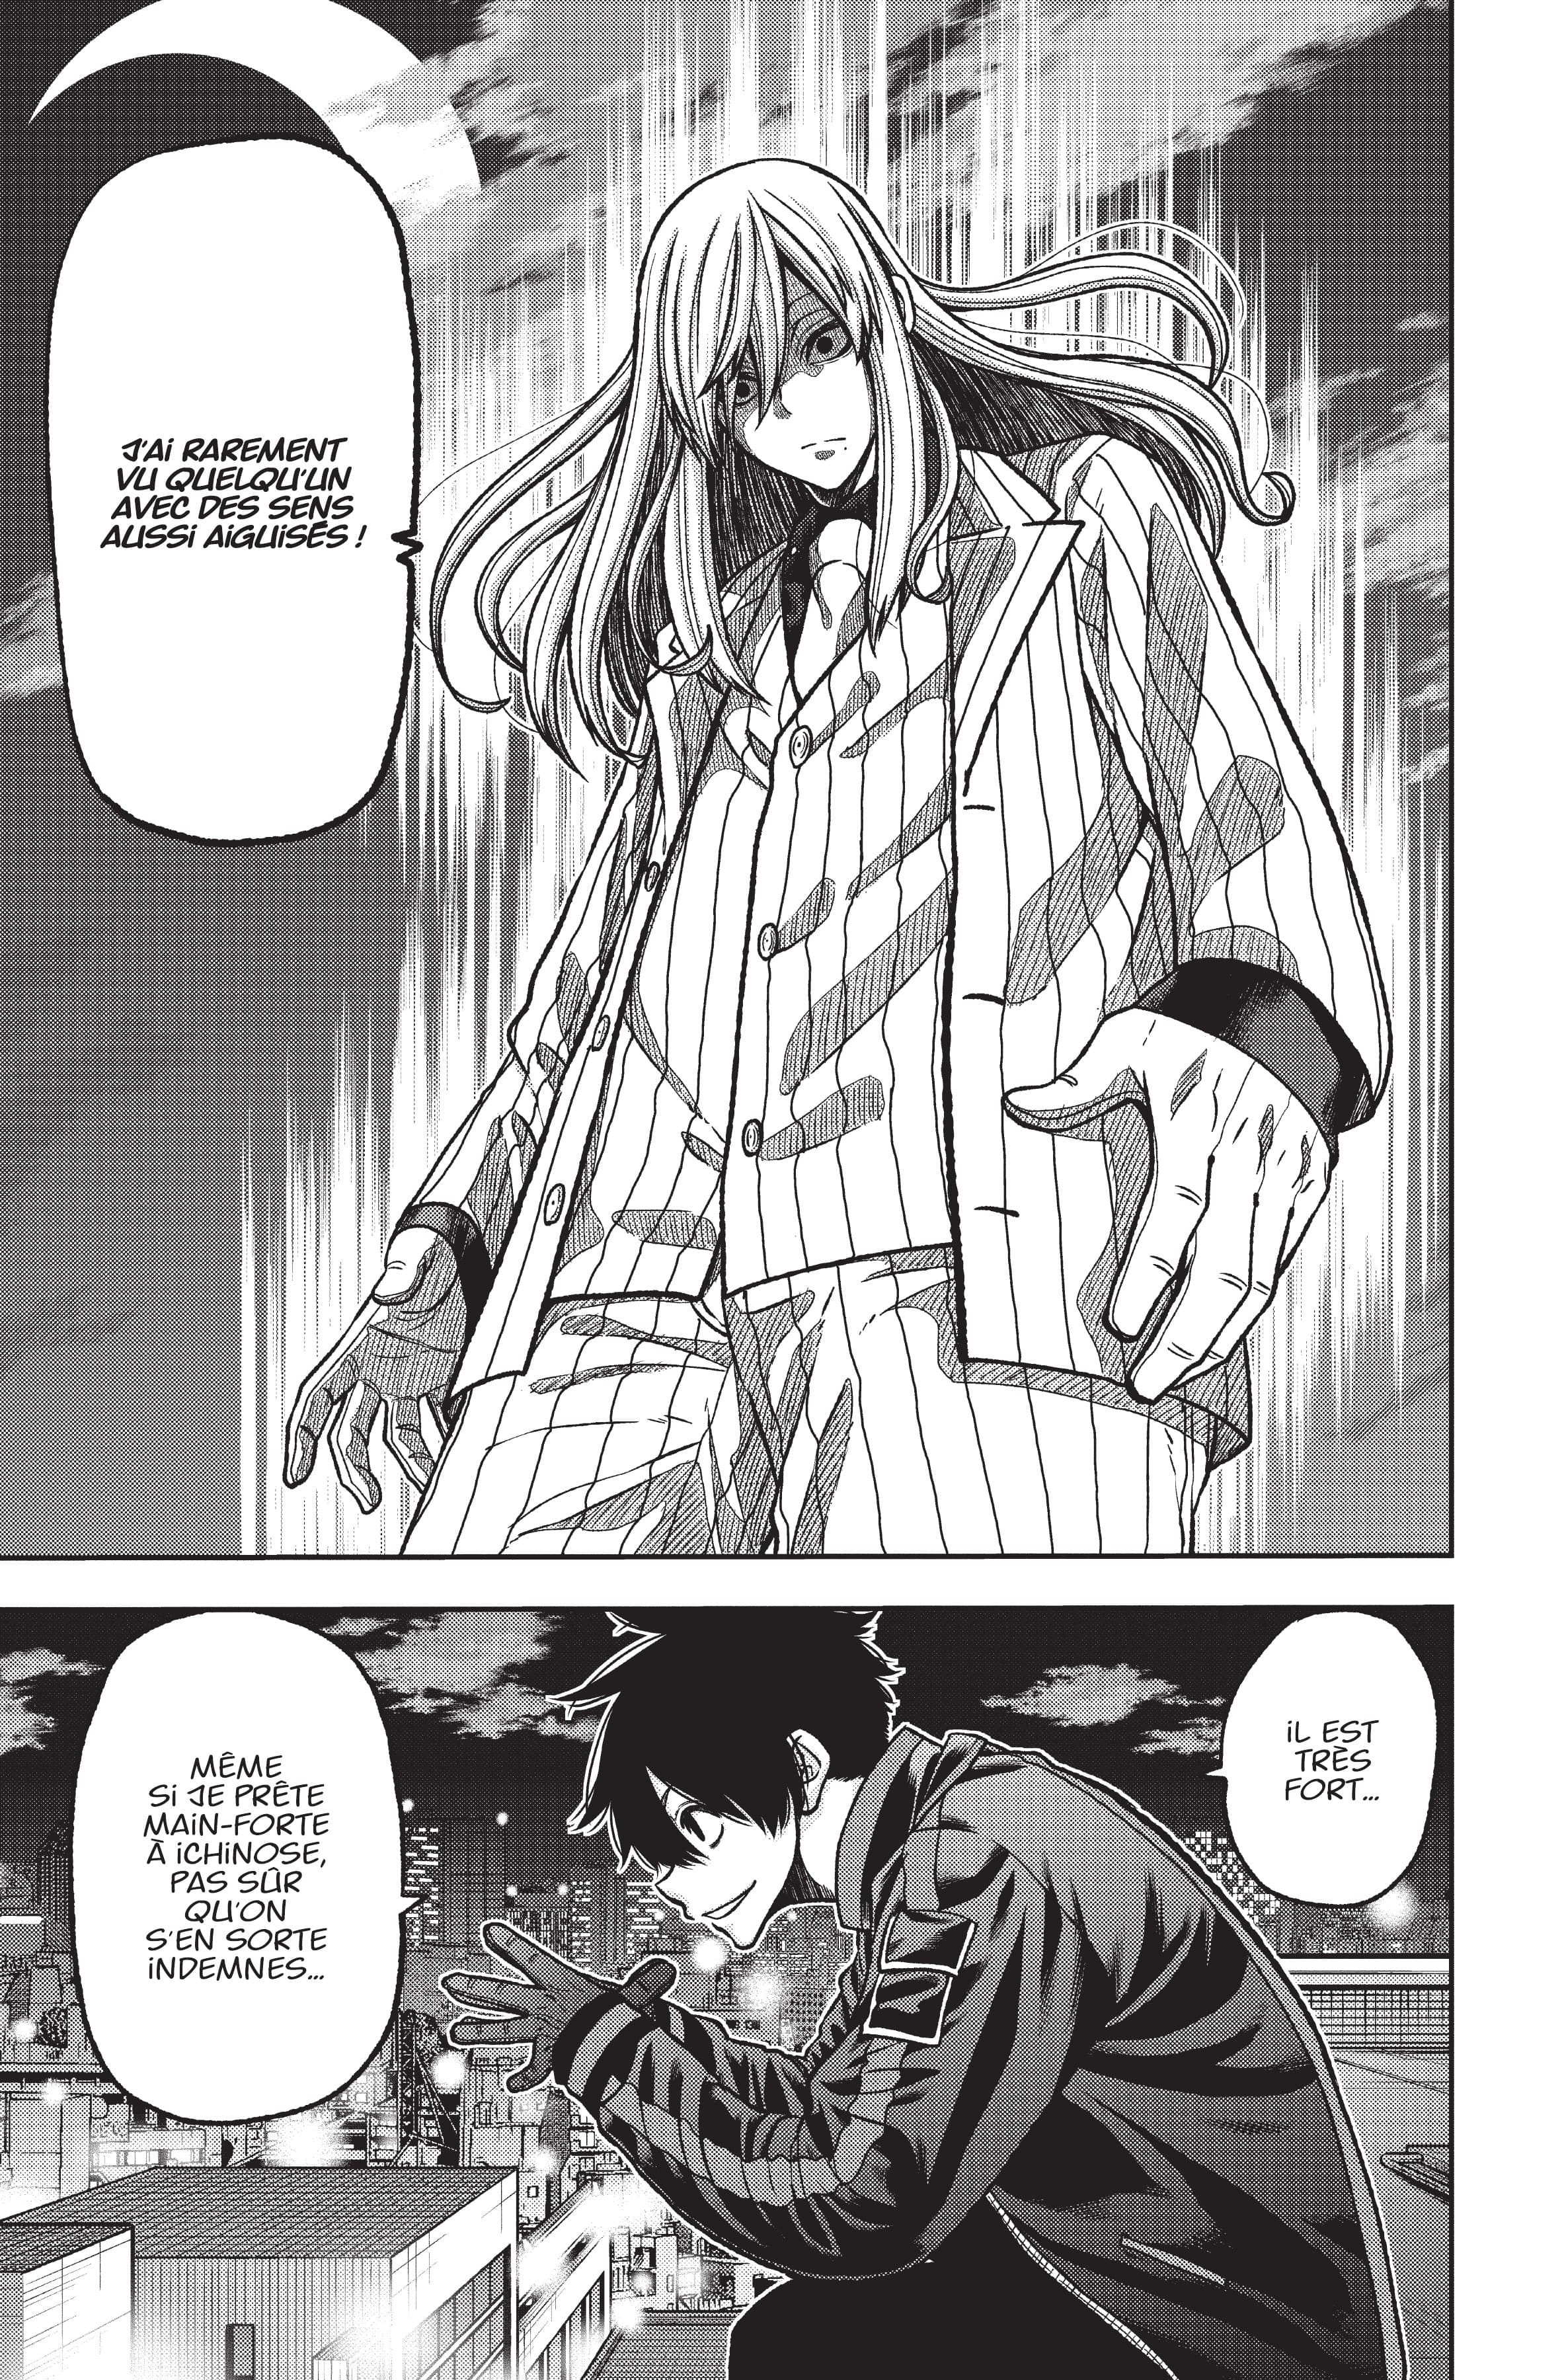 J'AI RAREMENT
VU QUELQU'UN
AVEC DES SENS
AUSSI AIGUISÉS !
IL EST
TRÈS
FORT...
MÊME
SI JE PRÊTE
MAIN-FORTE
À ICHINOSE,
PAS SÛR
QU'ON
S'EN SORTE
INDEMNES...